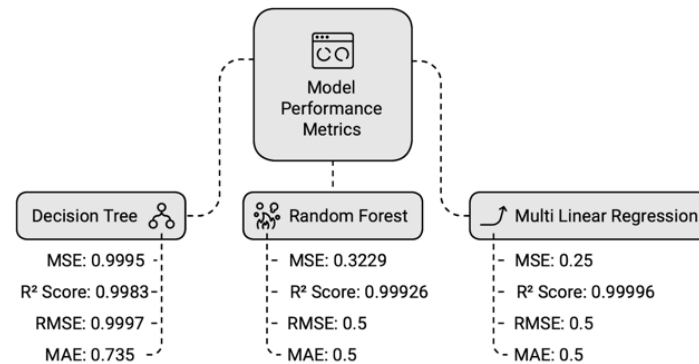 Model
Performance
Metrics
Decision Tree
Random Forest
Multi Linear Regression
MSE: 0.9995
R² Score: 0.9983
RMSE: 0.9997
MAE: 0.735
MSE: 0.3229
R² Score: 0.99926
RMSE: 0.5
MAE: 0.5
MSE: 0.25
R² Score: 0.99996
RMSE: 0.5
MAE: 0.5